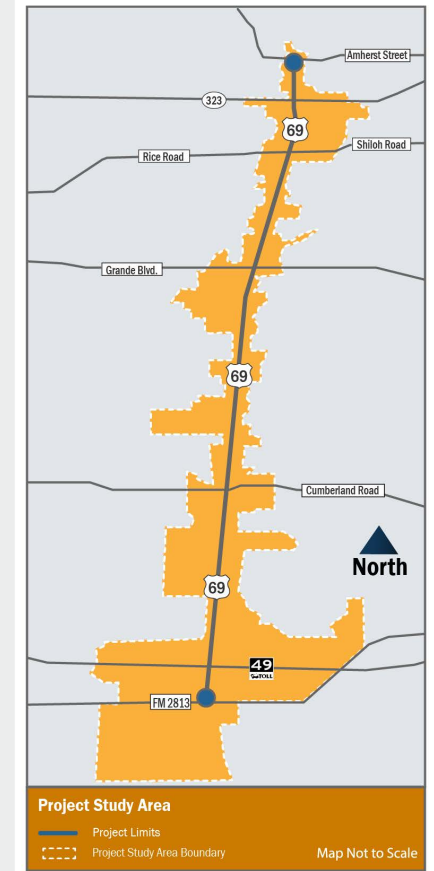 Amherst Street
323
69
Shiloh Road
Rice Road
Grande Blvd.
69
Cumberland Road
North
69
49
TOLL
FM 2813
Project Study Area
Project Limits
Project Study Area Boundary
Map Not to Scale